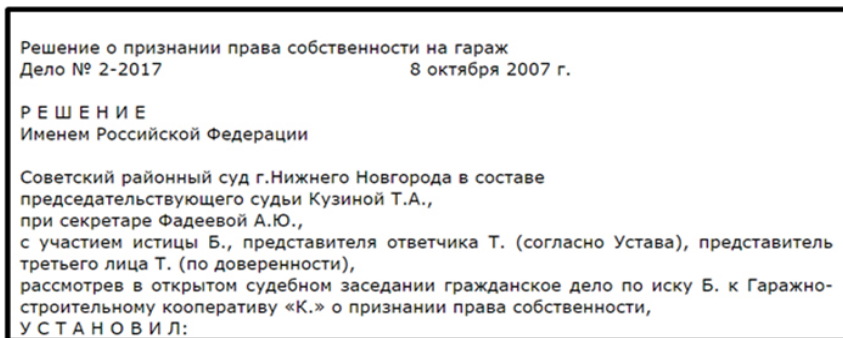 Решение о признании права собственности на гараж
Дело № 2-2017 8 октября 2007 г.
Р Е Ш Е Н И Е
Именем Российской Федерации
Советский районный суд г.Нижнего Новгорода в составе
председательствующего судьи Кузиной Т.А.,
при секретаре Фадеевой А.Ю.,
с участием истицы Б., представителя ответчика Т. (согласно Устава), представитель
третьего лица Т. (по доверенности),
рассмотрев в открытом судебном заседании гражданское дело по иску Б. к Гаражно-
строительному кооперативу «К.» о признании права собственности,
У С Т А Н О В И Л: